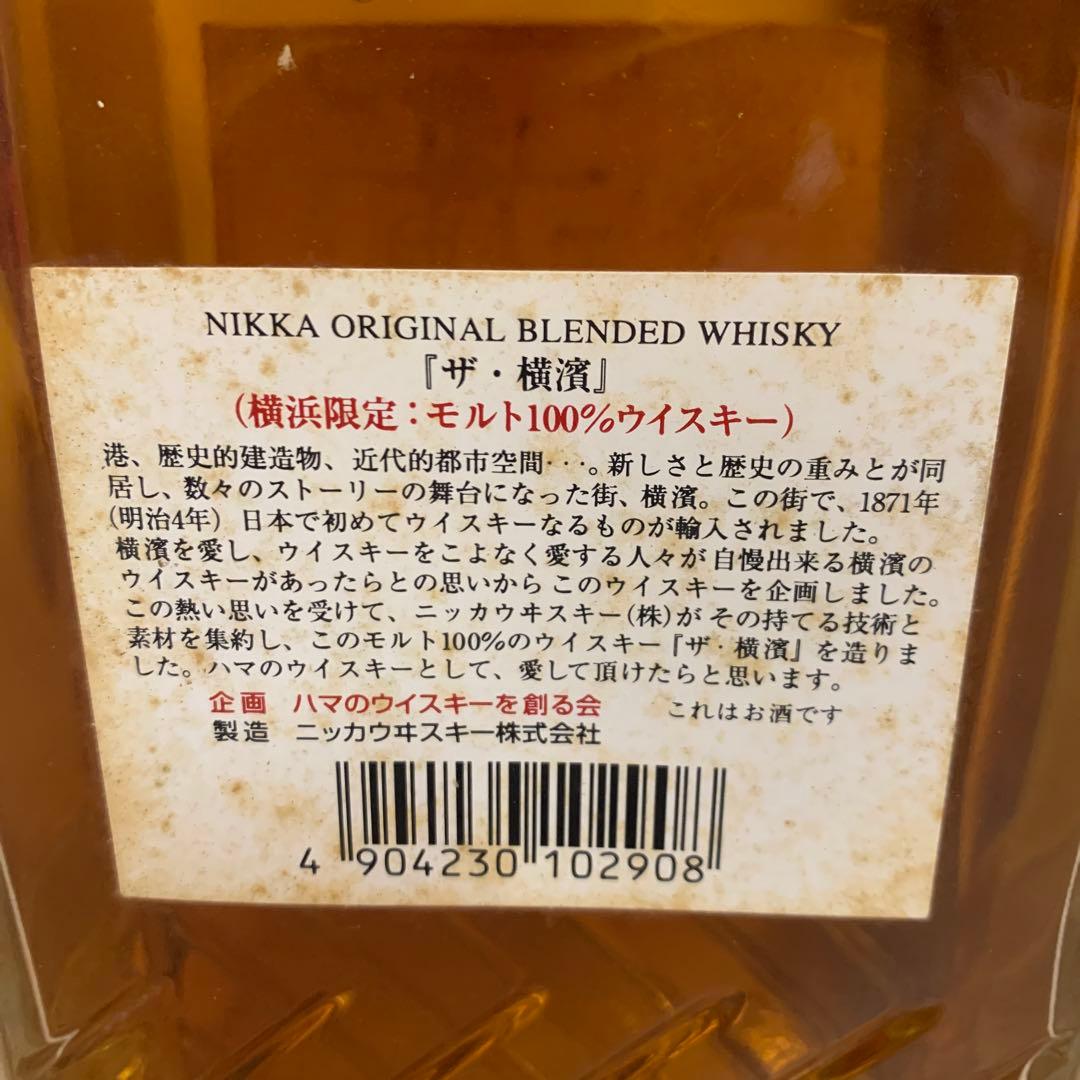 NIKKA ORIGINAL BLENDED WHISKY
『ザ・横濱』
(横浜限定：モルト100%ウイスキー)
港、歴史的建造物、近代的都市空間･･･。新しさと歴史の重みとが同
居し、数々のストーリーの舞台になった街、横濱。この街で、1871年
(明治4年) 日本で初めてウイスキーなるものが輸入されました。
横濱を愛し、ウイスキーをこよなく愛する人々が自慢出来る横濱の
ウイスキーがあったらとの思いから このウイスキーを企画しました。
この熱い思いを受けて、ニッカウヰスキー(株)が その持てる技術と
素材を集約し、このモルト100%のウイスキー『ザ・横濱』を造りま
した。ハマのウイスキーとして、愛して頂けたらと思います。
企画 ハマのウイスキーを創る会 これはお酒です
製造 ニッカウヰスキー株式会社
4 904230 102908